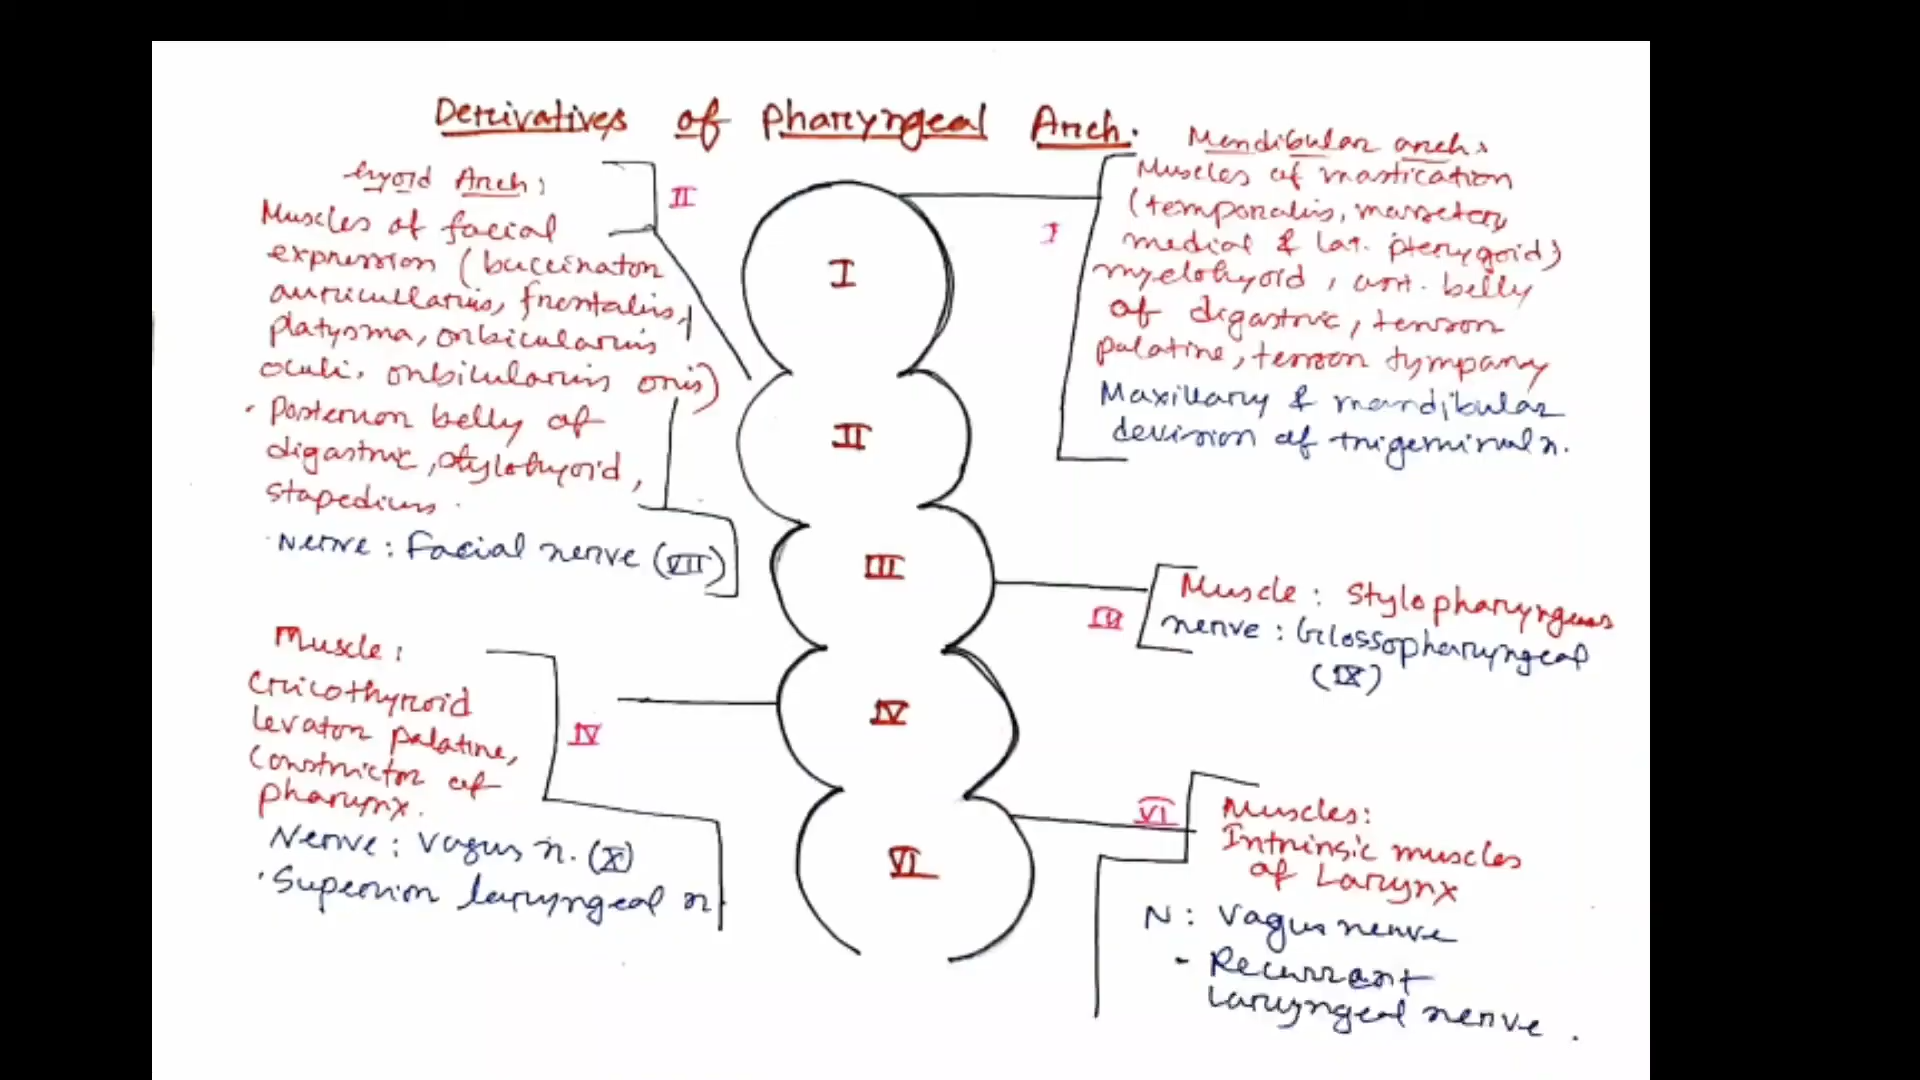 Derivatives of Pharyngeal Arch.
hyoid Arch:
II
Muscles of facial
expression (buccinator
auricullarius, frontalis,
platysma, orbicularis
oculi, orbicularis oris)
· Posterior belly of
digastric, stylohyoid,
stapedius.
· Nerve: Facial nerve (VII)
Mandibular arch:
I
Muscles of mastication
(temporalis, masseter,
medial & lat. pterygoid)
myelohyoid, ant. belly
of digastric, tensor
palatine, tensor tympany
Maxillary & mandibular
devision of trigeminal n.
I
II
III
IV
VI
III
Muscle: Stylopharyngeus
nerve: Glossopharyngeal
(IX)
Muscle:
IV
Cricothyroid
levator palatine,
Constrictor of
pharynx.
Nerve: Vagus n. (X)
· Superior laryngeal n
VI
Muscles:
Intrinsic muscles
of Larynx
N: Vagus nerve
- Recurrant
laryngeal nerve.